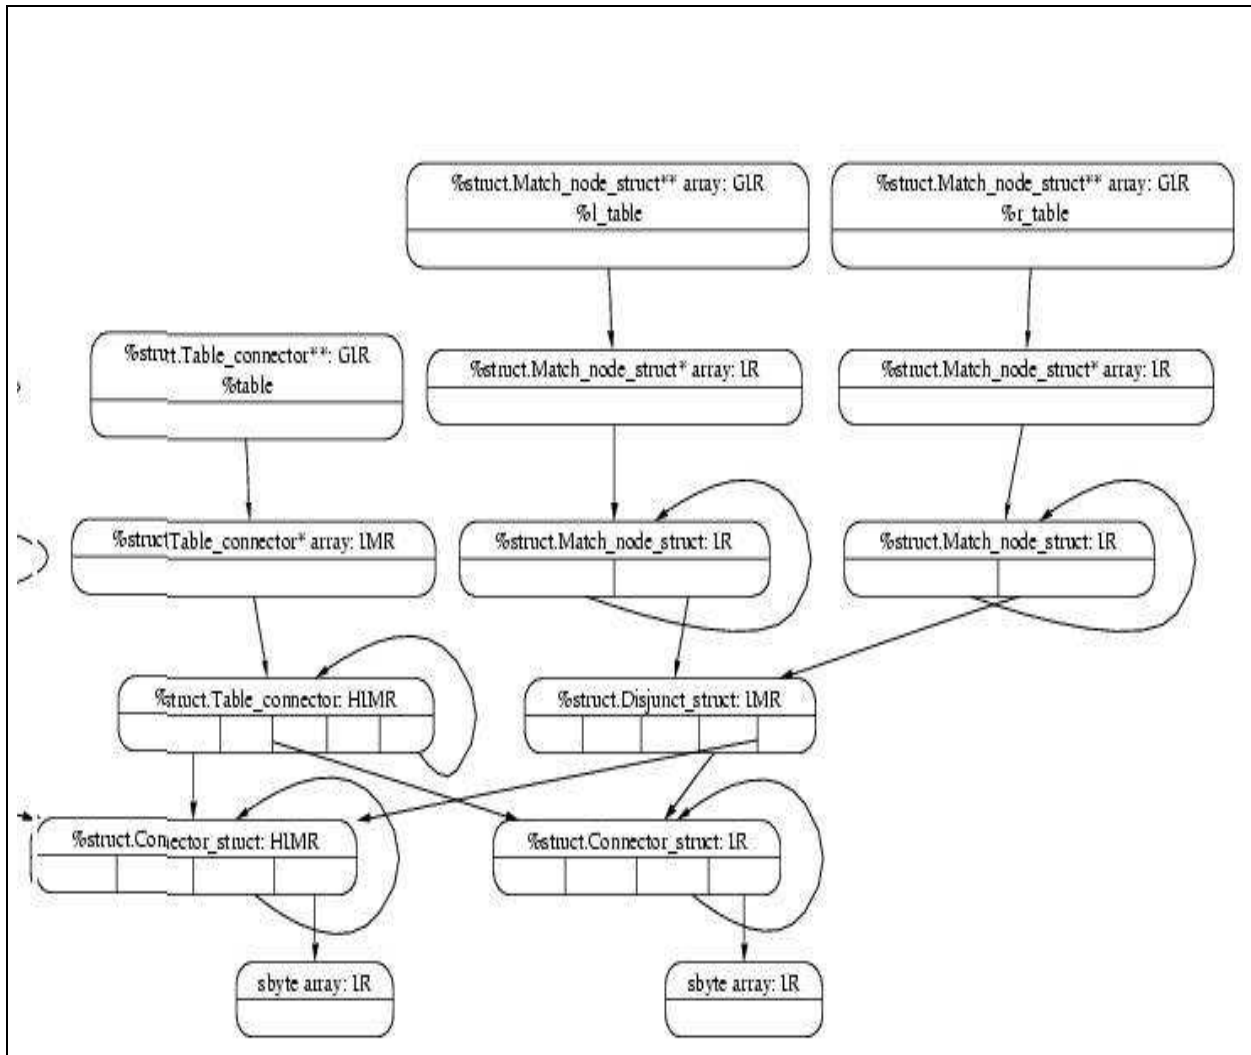 %struct.Match_node_struct** array: GIR
%l_table
%struct.Match_node_struct** array: GIR
%r_table
%struct.Table_connector**: GIR
%table
%struct.Match_node_struct* array: IR
%struct.Match_node_struct* array: IR
%struct.Table_connector* array: IMR
%struct.Match_node_struct: IR
%struct.Match_node_struct: IR
%struct.Table_connector: HIMR
%struct.Disjunct_struct: IMR
%struct.Connector_struct: HIMR
%struct.Connector_struct: IR
sbyte array: IR
sbyte array: IR